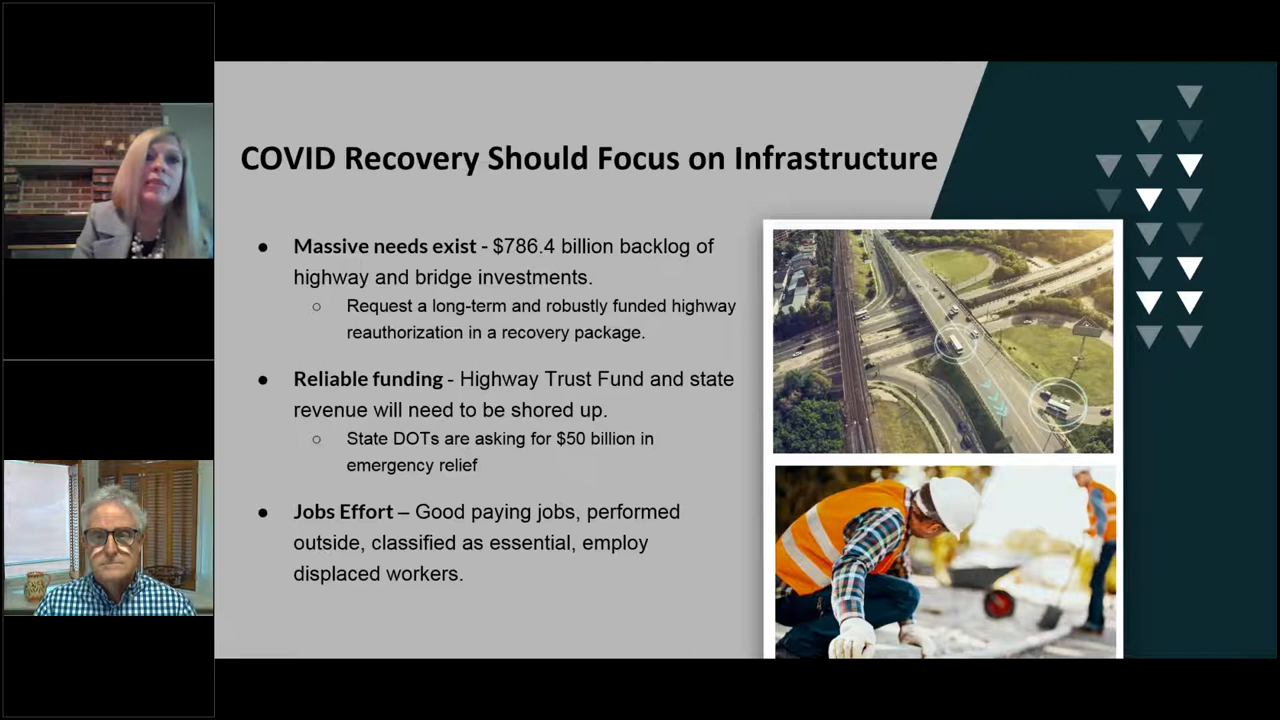 COVID Recovery Should Focus on Infrastructure
● Massive needs exist - $786.4 billion backlog of
highway and bridge investments.
○ Request a long-term and robustly funded highway
reauthorization in a recovery package.
● Reliable funding - Highway Trust Fund and state
revenue will need to be shored up.
○ State DOTs are asking for $50 billion in
emergency relief
● Jobs Effort – Good paying jobs, performed
outside, classified as essential, employ
displaced workers.